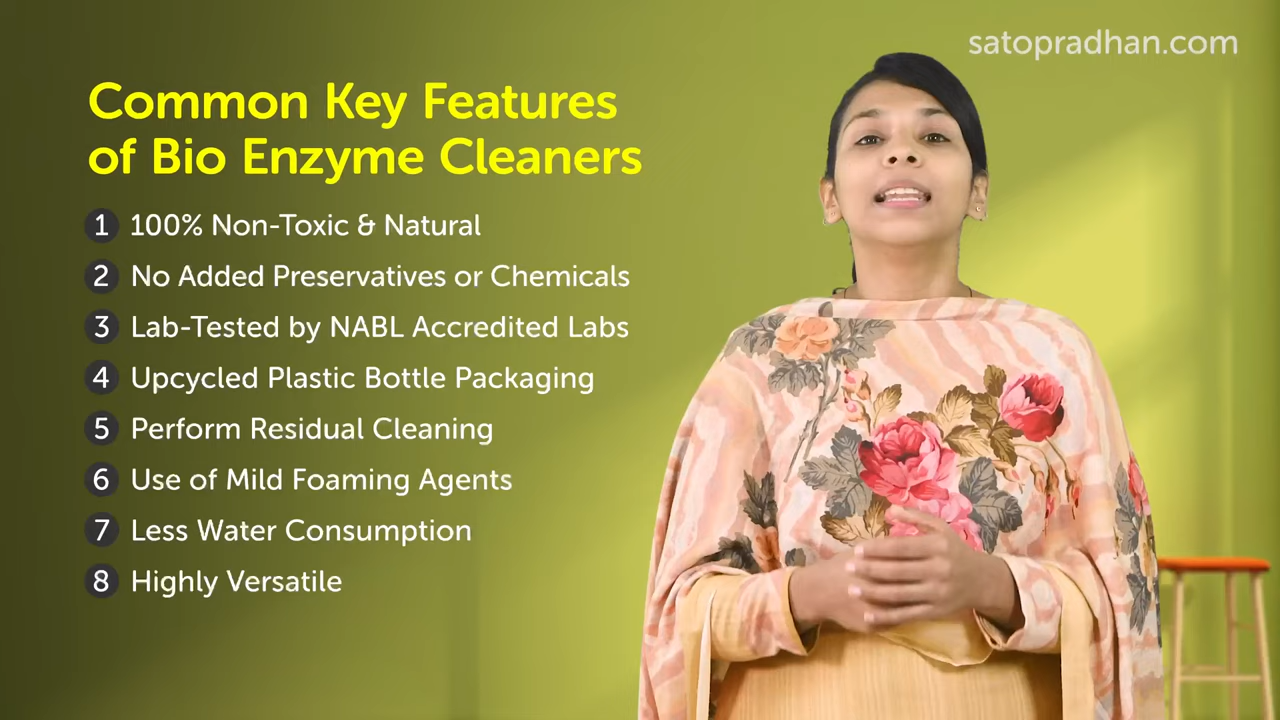 satopradhan.com
Common Key Features
of Bio Enzyme Cleaners
1 100% Non-Toxic & Natural
2 No Added Preservatives or Chemicals
3 Lab-Tested by NABL Accredited Labs
4 Upcycled Plastic Bottle Packaging
5 Perform Residual Cleaning
6 Use of Mild Foaming Agents
7 Less Water Consumption
8 Highly Versatile